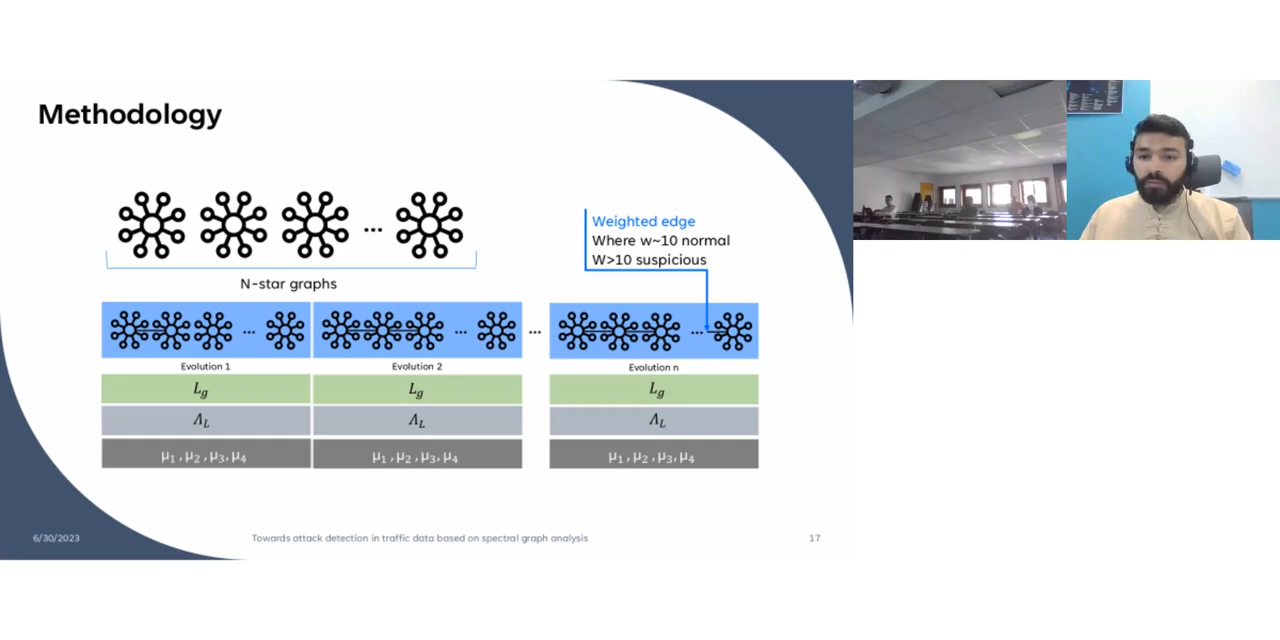 Methodology
...
N-star graphs
Weighted edge
Where w~10 normal
W>10 suspicious
... ... ... ...
Evolution 1
Evolution 2
Evolution n
L_g L_g L_g
Λ_L Λ_L Λ_L
μ₁ , μ₂ , μ₃, μ₄ μ₁ , μ₂ , μ₃, μ₄ μ₁ , μ₂ , μ₃, μ₄
6/30/2023
Towards attack detection in traffic data based on spectral graph analysis
17